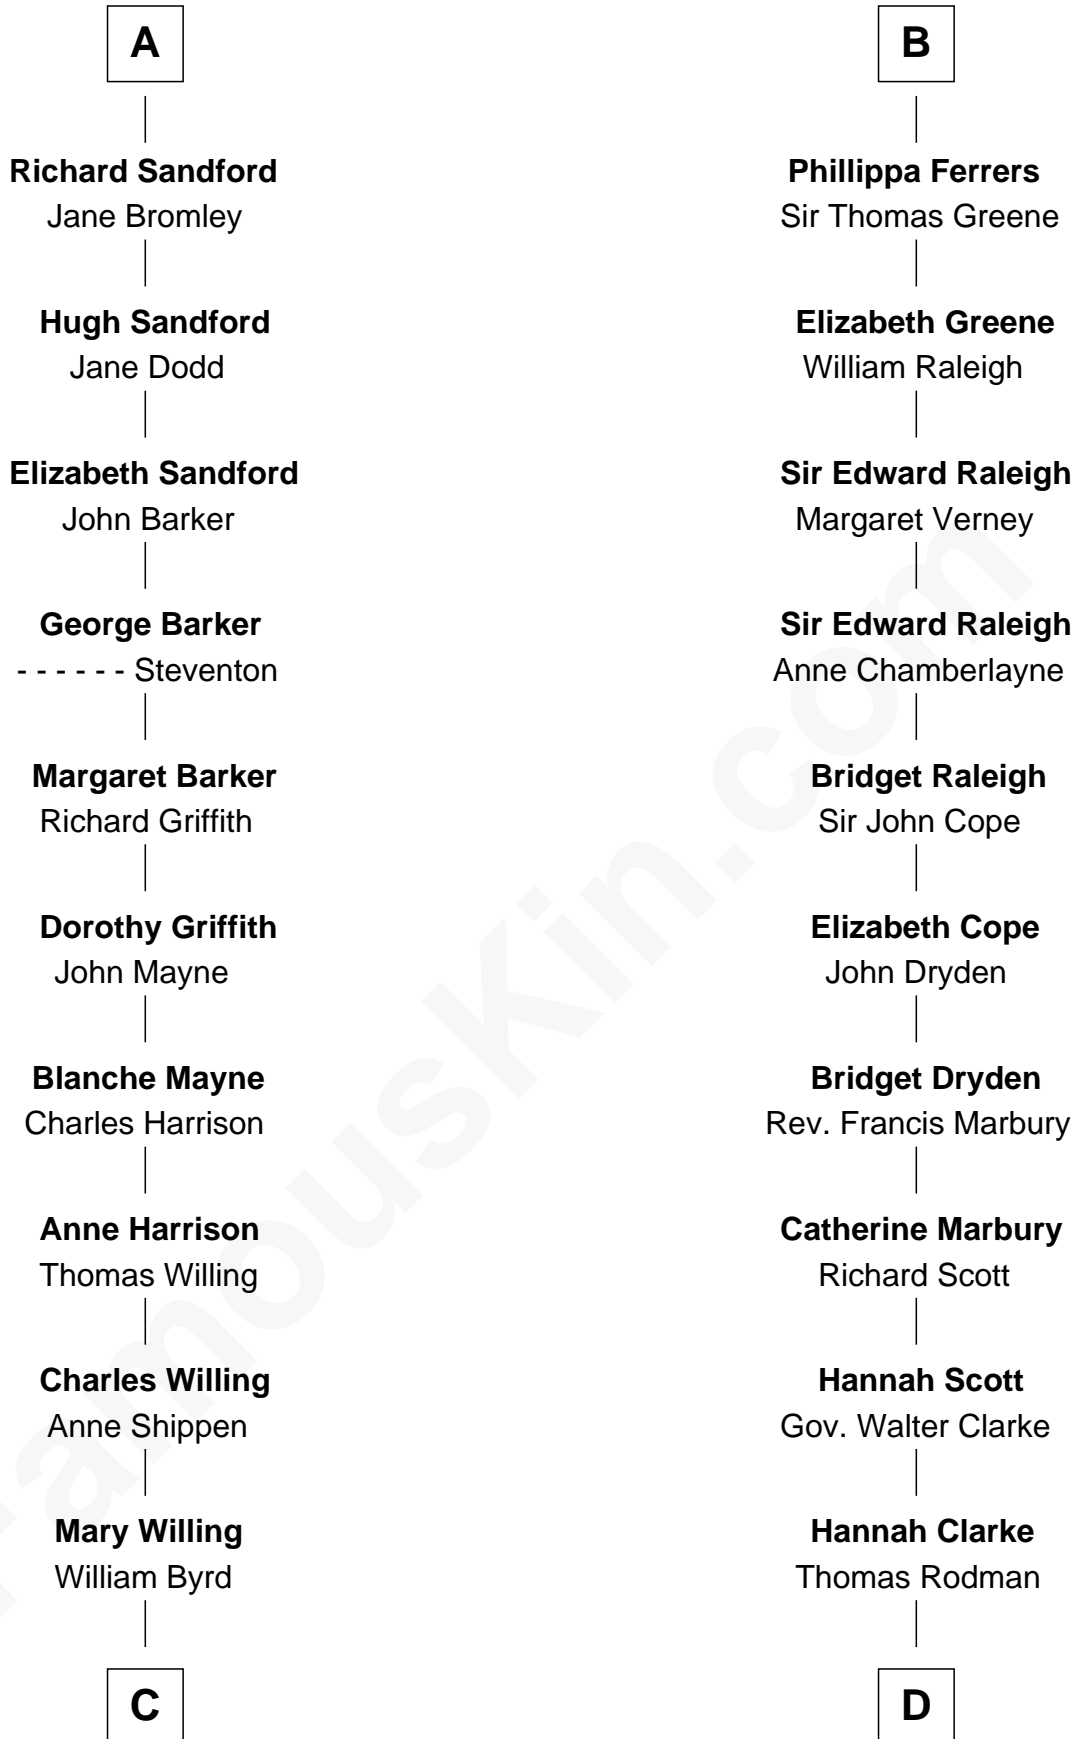 A
Richard Sandford
Jane Bromley
Hugh Sandford
Jane Dodd
Elizabeth Sandford
John Barker
George Barker
- - - - - - Steventon
Margaret Barker
Richard Griffith
Dorothy Griffith
John Mayne
Blanche Mayne
Charles Harrison
Anne Harrison
Thomas Willing
Charles Willing
Anne Shippen
Mary Willing
William Byrd
C
B
Phillippa Ferrers
Sir Thomas Greene
Elizabeth Greene
William Raleigh
Sir Edward Raleigh
Margaret Verney
Sir Edward Raleigh
Anne Chamberlayne
Bridget Raleigh
Sir John Cope
Elizabeth Cope
John Dryden
Bridget Dryden
Rev. Francis Marbury
Catherine Marbury
Richard Scott
Hannah Scott
Gov. Walter Clarke
Hannah Clarke
Thomas Rodman
D
FamousKin.com